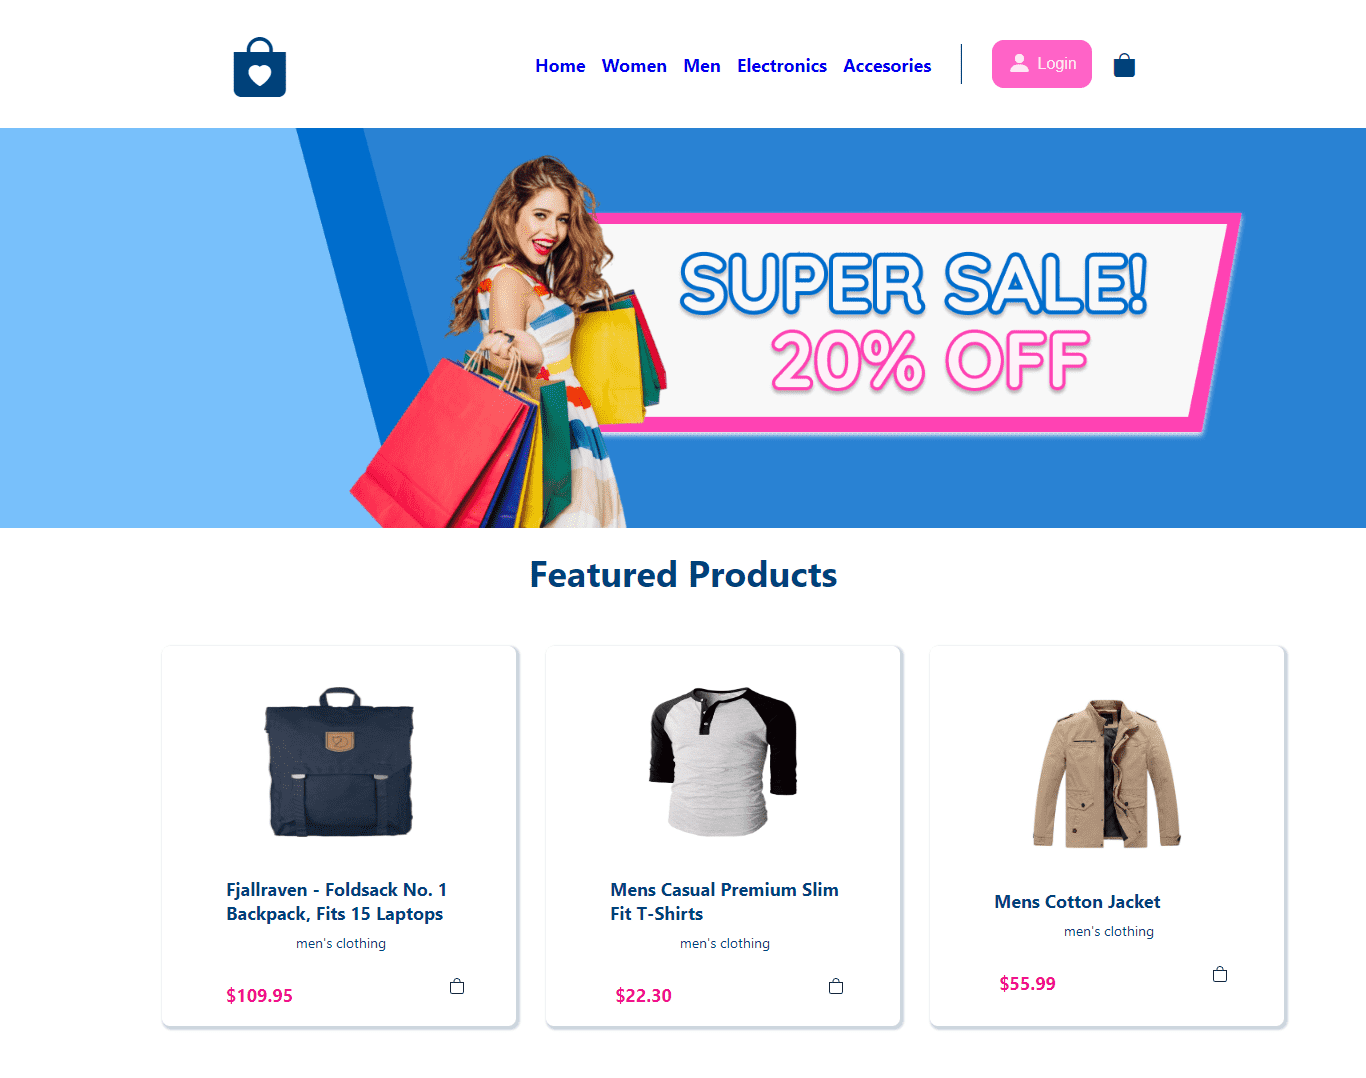 Home Women Men Electronics Accesories Login
SUPER SALE!
20% OFF
Featured Products
Fjallraven - Foldsack No. 1
Backpack, Fits 15 Laptops
men's clothing
$109.95
Mens Casual Premium Slim
Fit T-Shirts
men's clothing
$22.30
Mens Cotton Jacket
men's clothing
$55.99